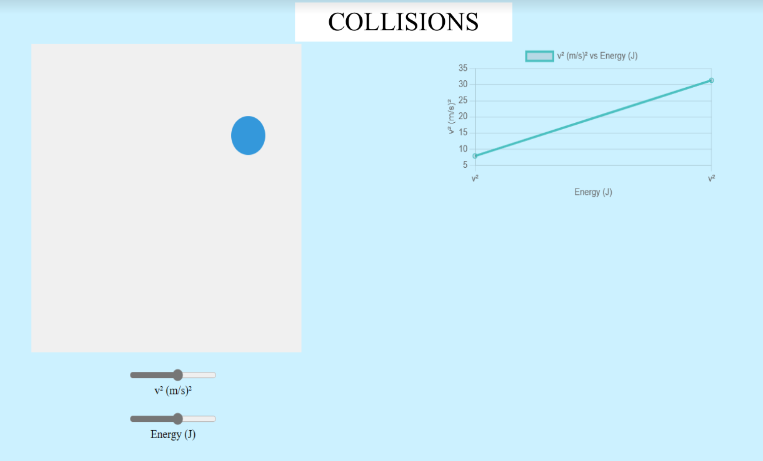 COLLISIONS
v² (m/s)² vs Energy (J)
35
30
25
20
15
10
5
v² (m/s)²
v²
v²
Energy (J)
v² (m/s)²
Energy (J)